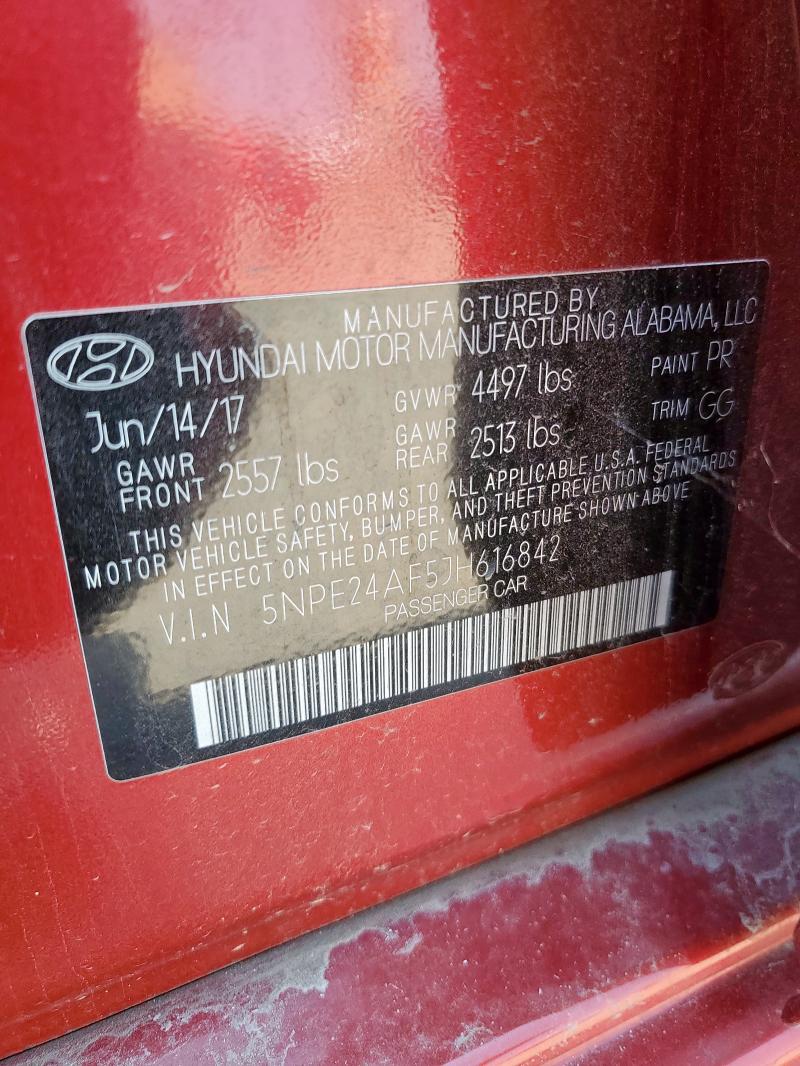 MANUFACTURED BY
HYUNDAI MOTOR MANUFACTURING ALABAMA, LLC
Jun/14/17 GVWR 4497 lbs PAINT PR
GAWR FRONT 2557 lbs GAWR REAR 2513 lbs TRIM GG
THIS VEHICLE CONFORMS TO ALL APPLICABLE U.S.A. FEDERAL
MOTOR VEHICLE SAFETY, BUMPER, AND THEFT PREVENTION STANDARDS
IN EFFECT ON THE DATE OF MANUFACTURE SHOWN ABOVE
V.I.N 5NPE24AF5JH616842
PASSENGER CAR